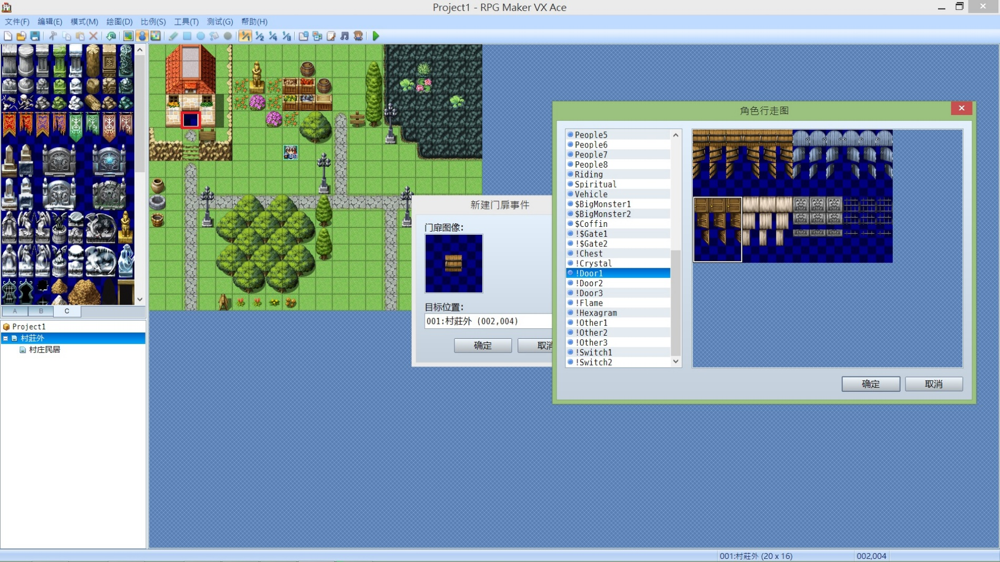 Project1 - RPG Maker VX Ace
文件(F) 编辑(E) 模式(M) 绘图(D) 比例(S) 工具(T) 测试(G) 帮助(H)
A B C
Project1
村莊外
村庄民居
新建门扉事件
门扉图像:
目标位置:
001:村莊外 (002,004)
确定
取消
角色行走图
People5
People6
People7
People8
Riding
Spiritual
Vehicle
$BigMonster1
$BigMonster2
$Coffin
!$Gate1
!$Gate2
!Chest
!Crystal
!Door1
!Door2
!Door3
!Flame
!Hexagram
!Other1
!Other2
!Other3
!Switch1
!Switch2
确定
取消
001:村莊外 (20 x 16)
002,004